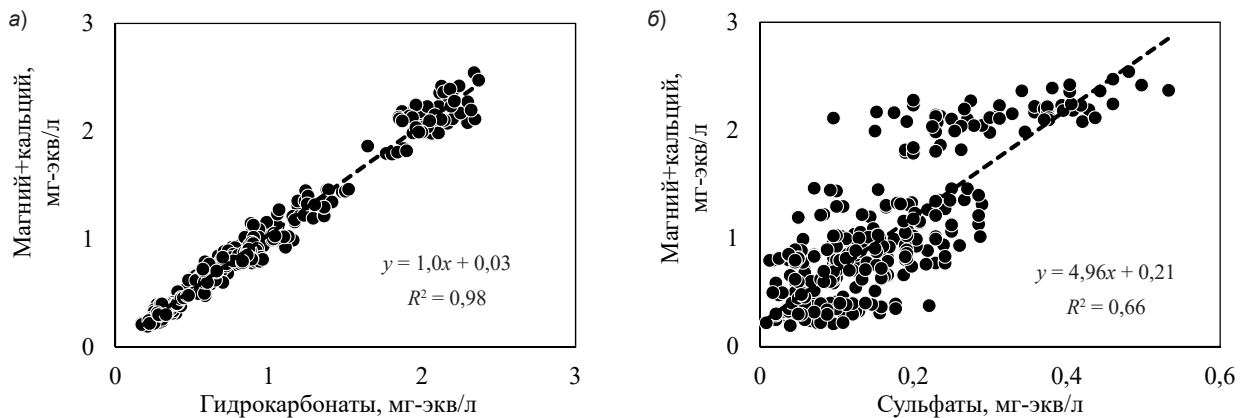 а)
Магний+кальций,
мг-экв/л
3
2
1
0
y = 1,0x + 0,03
R² = 0,98
0 1 2 3
Гидрокарбонаты, мг-экв/л
б)
Магний+кальций,
мг-экв/л
3
2
1
0
y = 4,96x + 0,21
R² = 0,66
0 0,2 0,4 0,6
Сульфаты, мг-экв/л